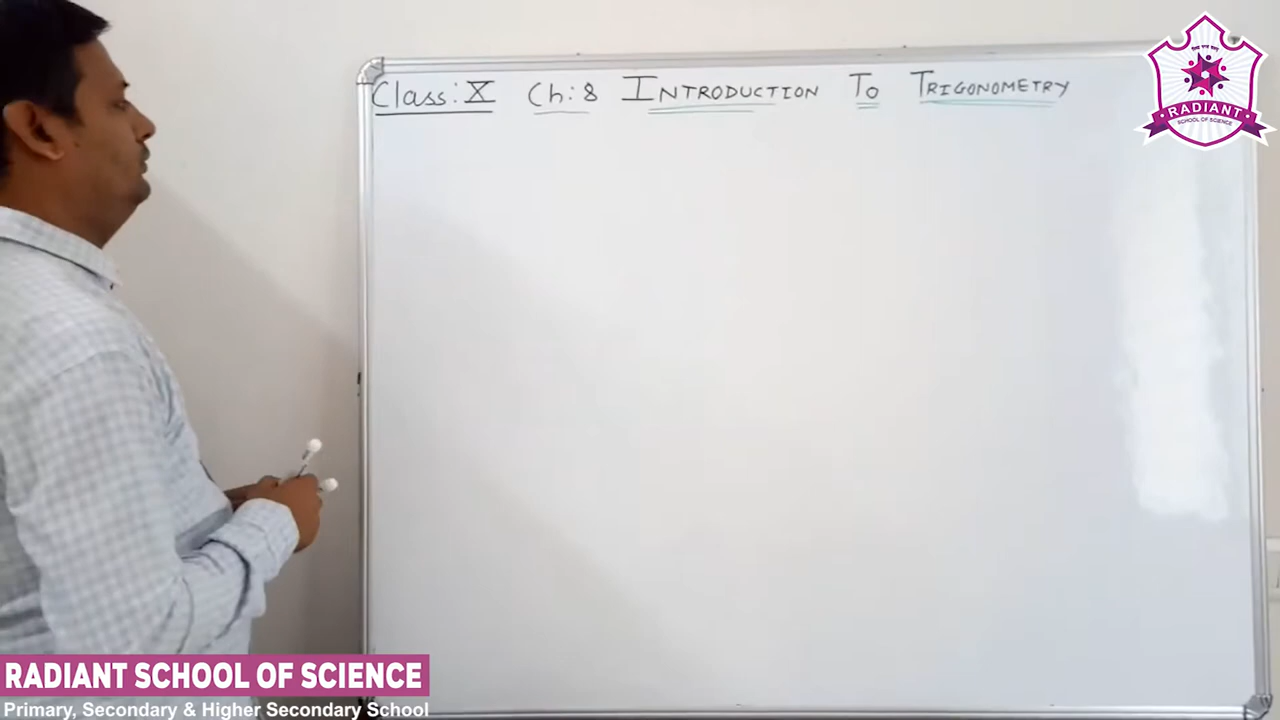 Class: X Ch: 8 INTRODUCTION TO TRIGONOMETRY
RADIANT
SCHOOL OF SCIENCE
RADIANT SCHOOL OF SCIENCE
Primary, Secondary & Higher Secondary School